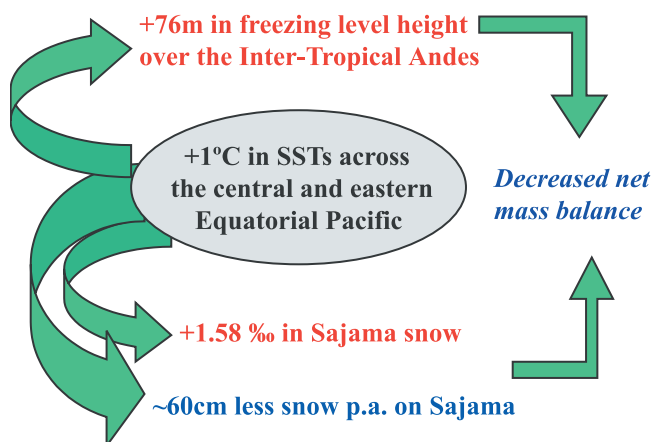 +76m in freezing level height
over the Inter-Tropical Andes
+1ºC in SSTs across
the central and eastern
Equatorial Pacific
Decreased net
mass balance
+1.58 ‰ in Sajama snow
~60cm less snow p.a. on Sajama